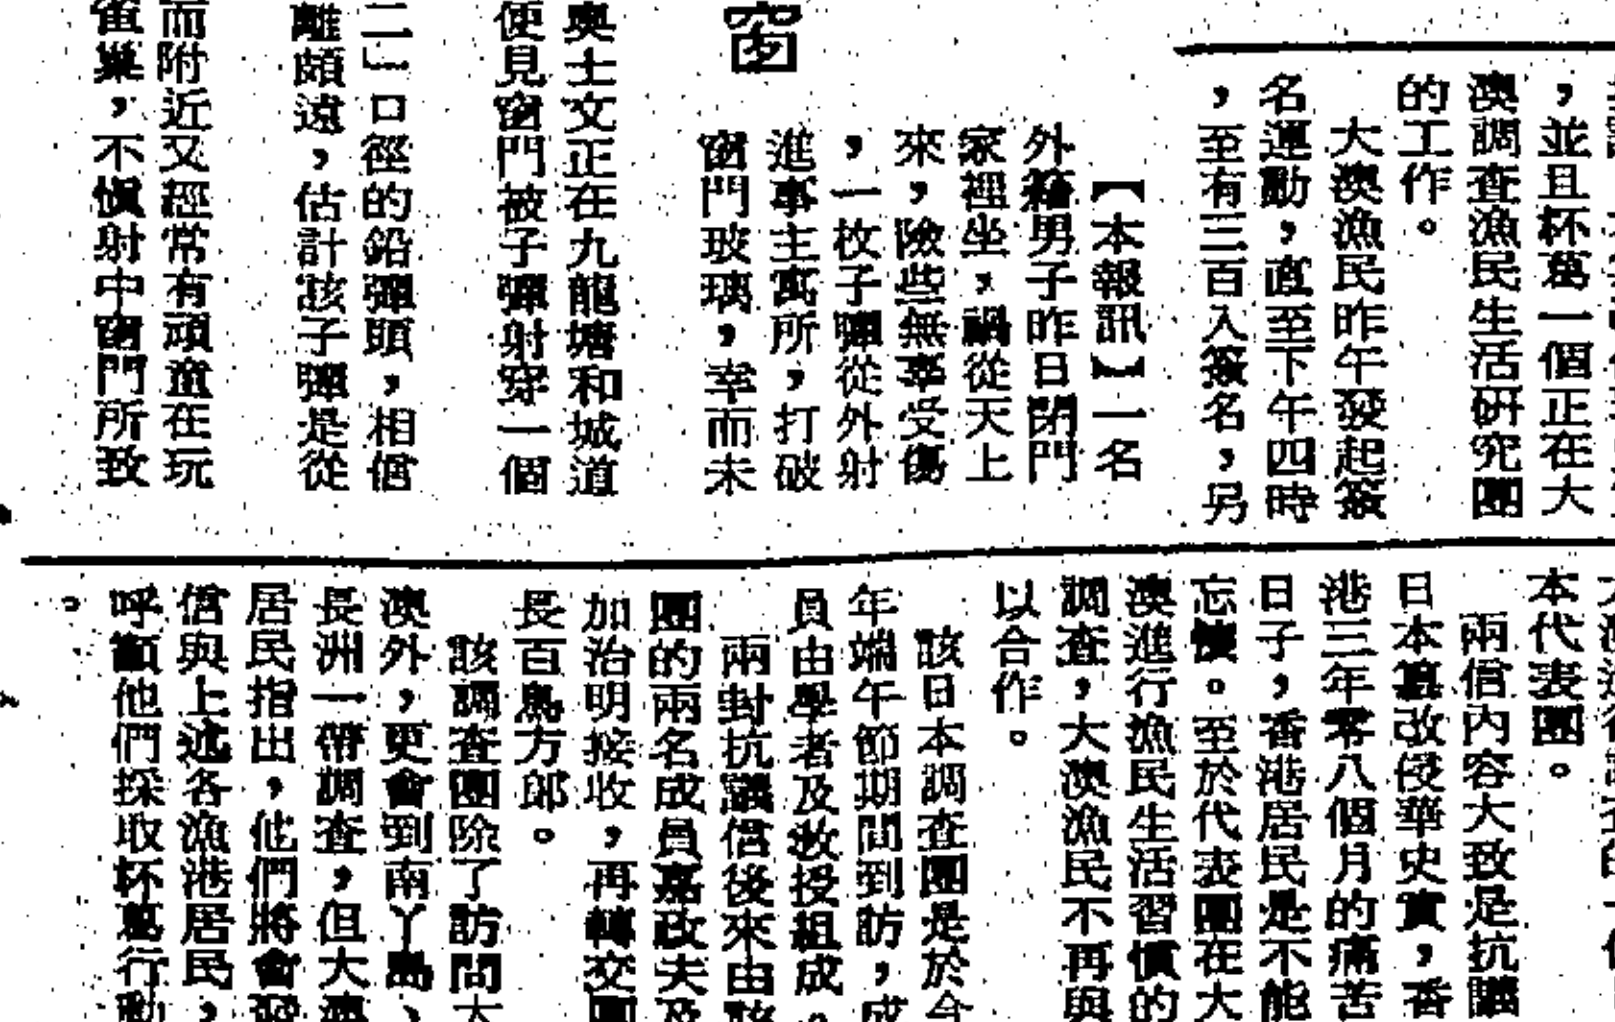 ，並且杯葛一個正在大
澳調查漁民生活研究團
的工作。
大澳漁民昨午發起簽
名運動，直至下午四時
，至有三百入簽名，另
窗
【本報訊】一名
外籍男子昨日閉門
家裡坐，禍從天上
來，險些無辜受傷
，一枚子彈從外射
進事主寓所，打破
窗門玻璃，幸而未
奧士文正在九龍塘和城道
便見窗門被子彈射穿一個
二」口徑的鉛彈頭，相信
離頗遠，估計該子彈是從
而附近又經常有頑童在玩
雀巢，不慎射中窗門所致
本代表團。
兩信內容大致是抗議
日本篡改侵華史實，香
港三年零八個月的痛苦
日子，香港居民是不能
忘懷。至於代表團在大
澳進行漁民生活習慣的
調查，大澳漁民不再與
以合作。
該日本調查團是於今
年端午節期間到訪，成
員由學者及教授組成。
兩封抗議信後來由該
團的兩名成員嘉政夫及
加治明接收，再轉交團
長百鳥方郎。
該調查團除了訪問大
澳外，更會到南丫島、
長洲一帶調查，但大澳
居民指出，他們將會發
信與上述各漁港居民，
呼籲他們採取杯葛行動
。